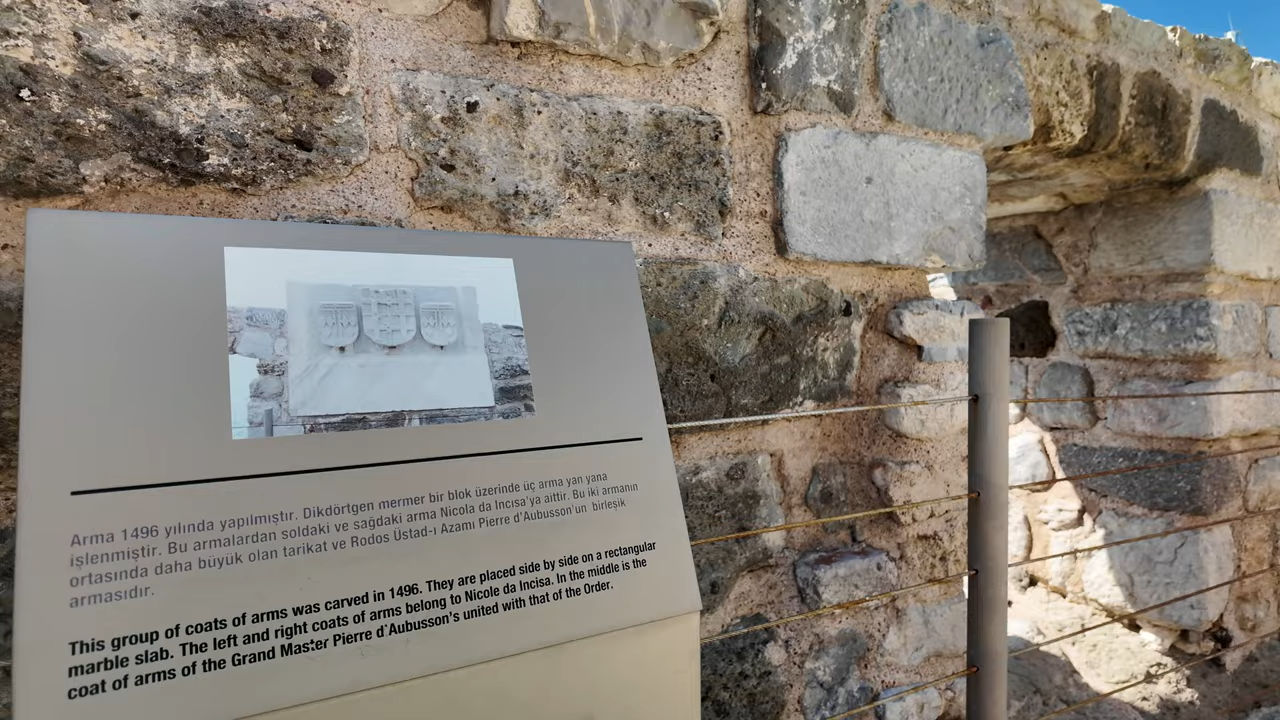 Arma 1496 yılında yapılmıştır. Dikdörtgen mermer bir blok üzerinde üç arma yan yana
işlenmiştir. Bu armalardan soldaki ve sağdaki arma Nicola da Incisa'ya aittir. Bu iki armanın
ortasında daha büyük olan tarikat ve Rodos Üstad-ı Azamı Pierre d'Aubusson'un birleşik
armasıdır.
This group of coats of arms was carved in 1496. They are placed side by side on a rectangular
marble slab. The left and right coats of arms belong to Nicole da Incisa. In the middle is the
coat of arms of the Grand Master Pierre d'Aubusson's united with that of the Order.